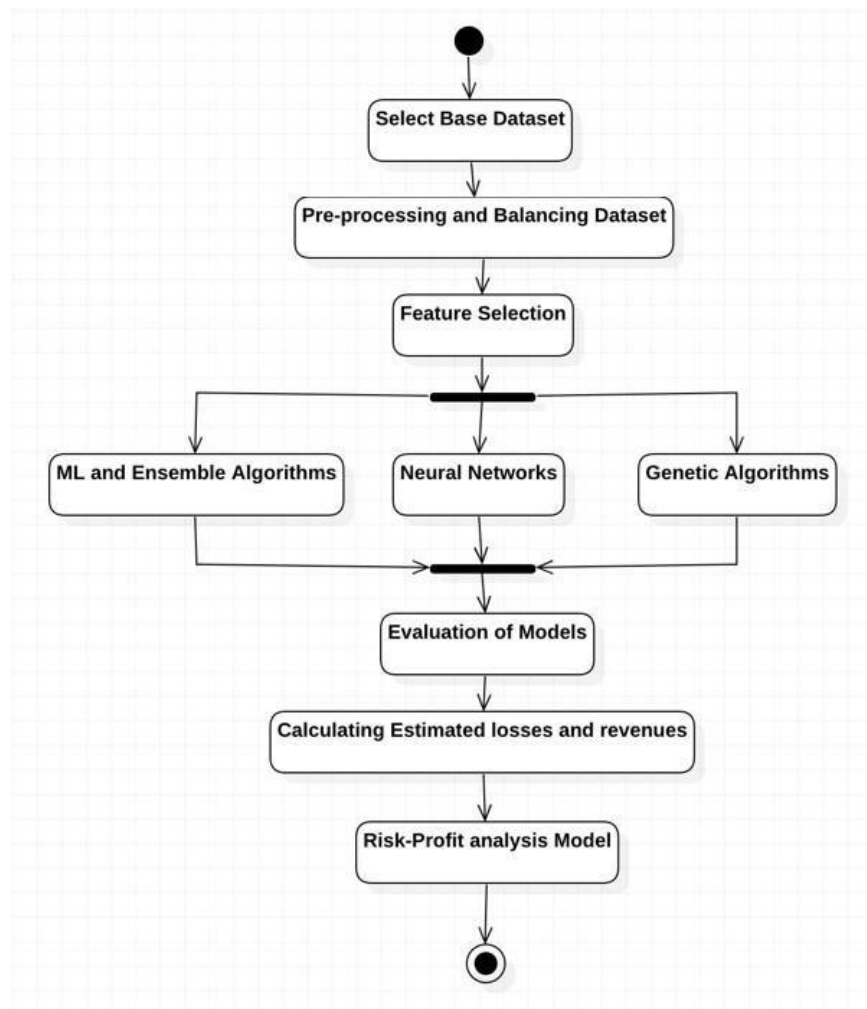 Select Base Dataset
Pre-processing and Balancing Dataset
Feature Selection
ML and Ensemble Algorithms
Neural Networks
Genetic Algorithms
Evaluation of Models
Calculating Estimated losses and revenues
Risk-Profit analysis Model